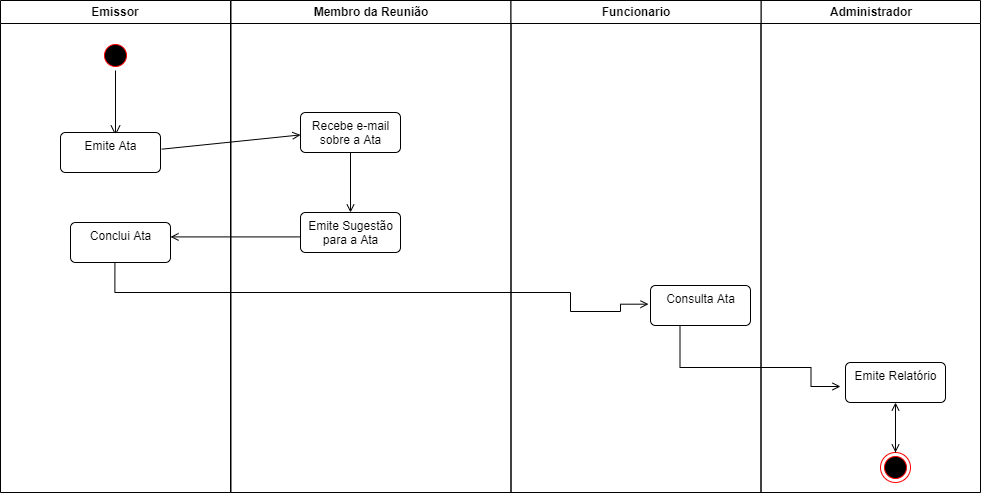 Emissor
Membro da Reunião
Funcionario
Administrador
Emite Ata
Recebe e-mail
sobre a Ata
Conclui Ata
Emite Sugestão
para a Ata
Consulta Ata
Emite Relatório